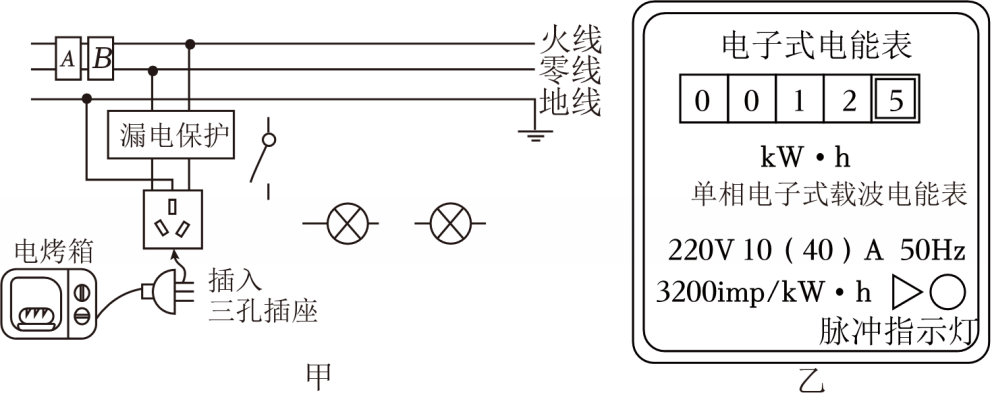 A B
火线
零线
地线
漏电保护
电烤箱
插入
三孔插座
甲
电子式电能表
0 0 1 2 5
kW·h
单相电子式载波电能表
220V 10(40)A 50Hz
3200imp/kW·h
脉冲指示灯
乙